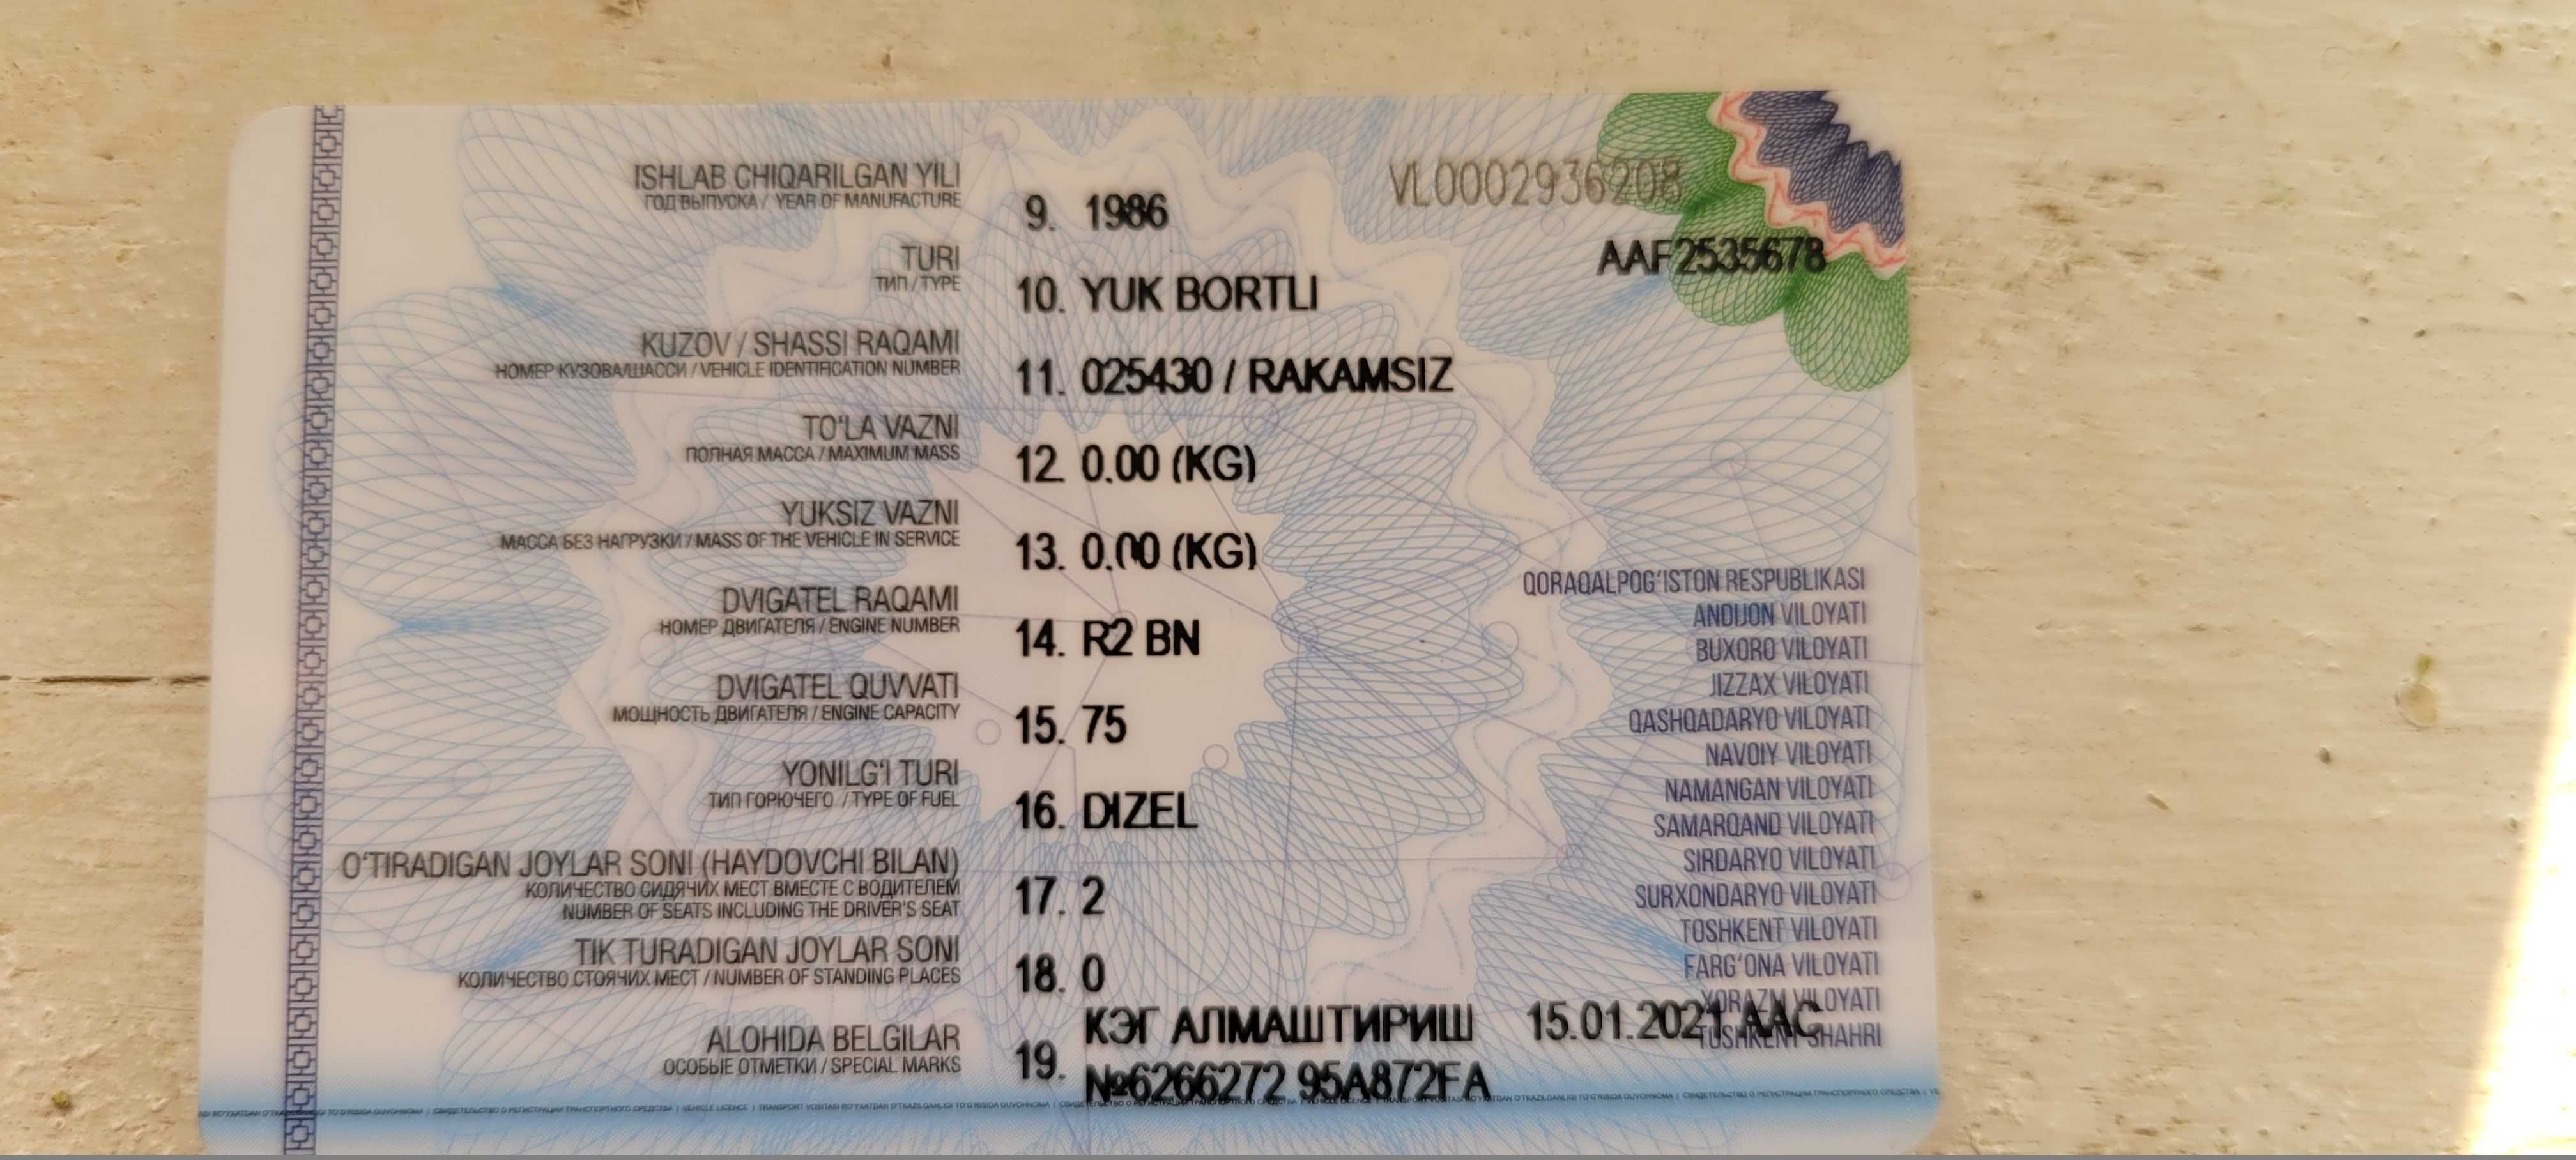 VL0002936208
AAF2535678
ISHLAB CHIQARILGAN YILI
ГОД ВЫПУСКА / YEAR OF MANUFACTURE
9. 1986
TURI
ТИП / TYPE
10. YUK BORTLI
KUZOV / SHASSI RAQAMI
НОМЕР КУЗОВА/ШАССИ / VEHICLE IDENTIFICATION NUMBER
11. 025430 / RAKAMSIZ
TO‘LA VAZNI
ПОЛНАЯ МАССА / MAXIMUM MASS
12. 0.00 (KG)
YUKSIZ VAZNI
МАССА БЕЗ НАГРУЗКИ / MASS OF THE VEHICLE IN SERVICE
13. 0.00 (KG)
DVIGATEL RAQAMI
НОМЕР ДВИГАТЕЛЯ / ENGINE NUMBER
14. R2 BN
DVIGATEL QUVVATI
МОЩНОСТЬ ДВИГАТЕЛЯ / ENGINE CAPACITY
15. 75
YONILG‘I TURI
ТИП ГОРЮЧЕГО / TYPE OF FUEL
16. DIZEL
O‘TIRADIGAN JOYLAR SONI (HAYDOVCHI BILAN)
КОЛИЧЕСТВО СИДЯЧИХ МЕСТ ВМЕСТЕ С ВОДИТЕЛЕМ
NUMBER OF SEATS INCLUDING THE DRIVER'S SEAT
17. 2
TIK TURADIGAN JOYLAR SONI
КОЛИЧЕСТВО СТОЯЧИХ МЕСТ / NUMBER OF STANDING PLACES
18. 0
ALOHIDA BELGILAR
ОСОБЫЕ ОТМЕТКИ / SPECIAL MARKS
19. КЭГ АЛМАШТИРИШ 15.01.2021 AAC
№6266272 95A872FA
QORAQALPOG‘ISTON RESPUBLIKASI
ANDIJON VILOYATI
BUXORO VILOYATI
JIZZAX VILOYATI
QASHQADARYO VILOYATI
NAVOIY VILOYATI
NAMANGAN VILOYATI
SAMARQAND VILOYATI
SIRDARYO VILOYATI
SURXONDARYO VILOYATI
TOSHKENT VILOYATI
FARG‘ONA VILOYATI
XORAZM VILOYATI
TOSHKENT SHAHRI